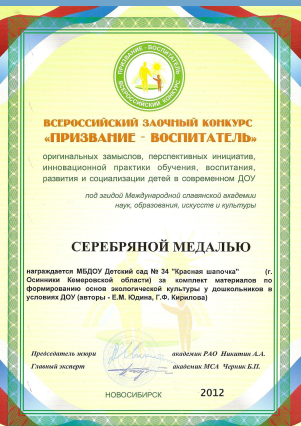 ПРИЗВАНИЕ - ВОСПИТАТЕЛЬ
ВСЕРОССИЙСКИЙ КОНКУРС
ВСЕРОССИЙСКИЙ ЗАОЧНЫЙ КОНКУРС
«ПРИЗВАНИЕ - ВОСПИТАТЕЛЬ»
оригинальных замыслов, перспективных инициатив,
инновационной практики обучения, воспитания,
развития и социализации детей в современном ДОУ
под эгидой Международной славянской академии
наук, образования, искусств и культуры
СЕРЕБРЯНОЙ МЕДАЛЬЮ
награждается МБДОУ Детский сад № 34 "Красная шапочка" (г.
Осинники Кемеровской области) за комплект материалов по
формированию основ экологической культуры у дошкольников в
условиях ДОУ (авторы - Е.М. Юдина, Г.Ф. Кирилова)
Председатель жюри академик РАО Никитин А.А.
Главный эксперт академик МСА Черник Б.П.
НОВОСИБИРСК 2012